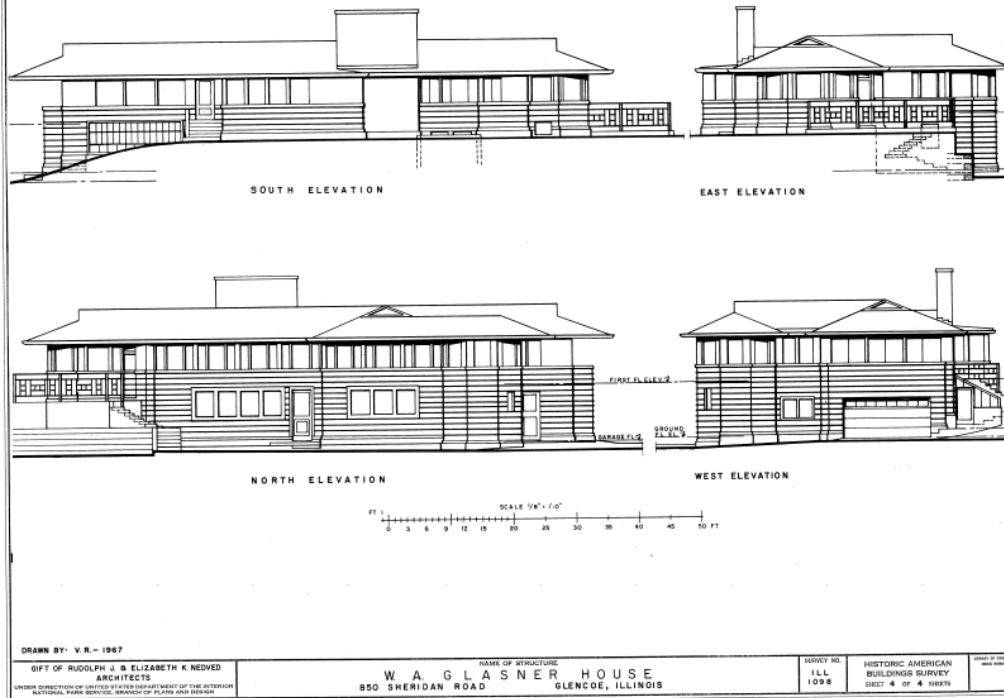 SOUTH ELEVATION
EAST ELEVATION
FIRST FL ELEV.
GARAGE FL.
GROUND
FL. EL.
NORTH ELEVATION
WEST ELEVATION
SCALE 1/8" = 1'-0"
FT
0 3 6 9 12 15 20 25 30 35 40 45 50 FT
DRAWN BY: V. R. - 1967
GIFT OF RUDOLPH J. & ELIZABETH K. NEDVED
ARCHITECTS
UNDER DIRECTION OF UNITED STATES DEPARTMENT OF THE INTERIOR
NATIONAL PARK SERVICE, BRANCH OF PLANS AND DESIGN
NAME OF STRUCTURE
W. A. GLASNER HOUSE
850 SHERIDAN ROAD GLENCOE, ILLINOIS
SURVEY NO.
ILL
1098
HISTORIC AMERICAN
BUILDINGS SURVEY
SHEET 4 OF 4 SHEETS